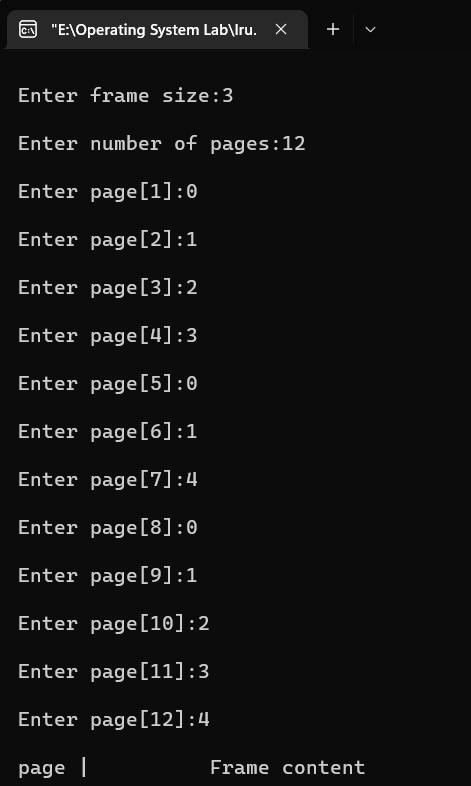 "E:\Operating System Lab\lru.
Enter frame size:3
Enter number of pages:12
Enter page[1]:0
Enter page[2]:1
Enter page[3]:2
Enter page[4]:3
Enter page[5]:0
Enter page[6]:1
Enter page[7]:4
Enter page[8]:0
Enter page[9]:1
Enter page[10]:2
Enter page[11]:3
Enter page[12]:4
page |          Frame content